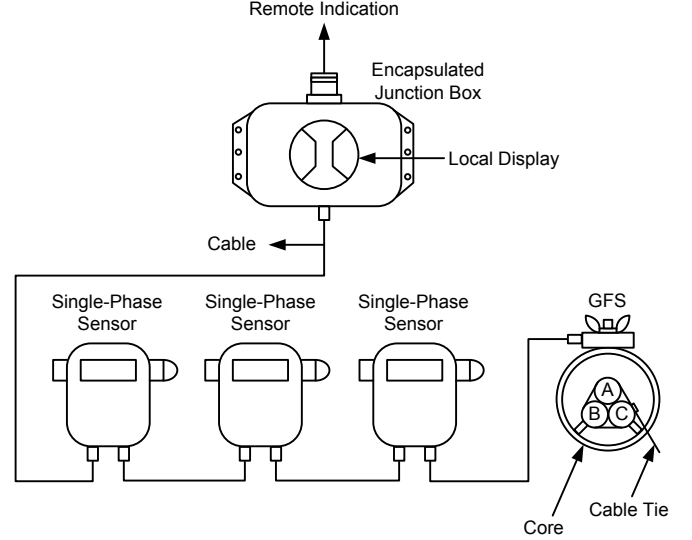 Remote Indication
Encapsulated
Junction Box
Local Display
Cable
Single-Phase
Sensor
Single-Phase
Sensor
Single-Phase
Sensor
GFS
A
B C
Cable Tie
Core